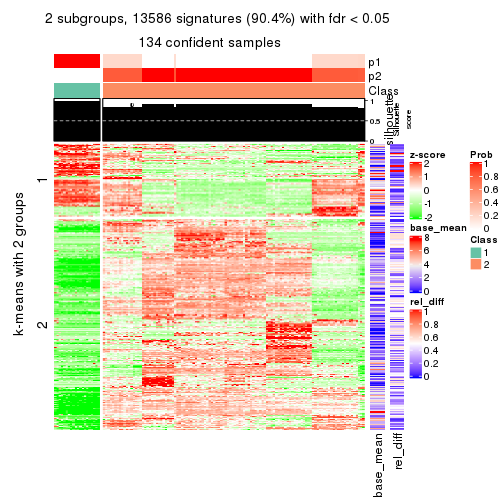 2 subgroups, 13586 signatures (90.4%) with fdr < 0.05
134 confident samples
p1
p2
Class
silhouette
Silhouette
score
1
0.5
0
k-means with 2 groups
1
2
base_mean
rel_diff
z-score
2
1
0
-1
-2
base_mean
8
6
4
2
0
rel_diff
1
0.8
0.6
0.4
0.2
0
Prob
1
0.8
0.6
0.4
0.2
0
Class
1
2